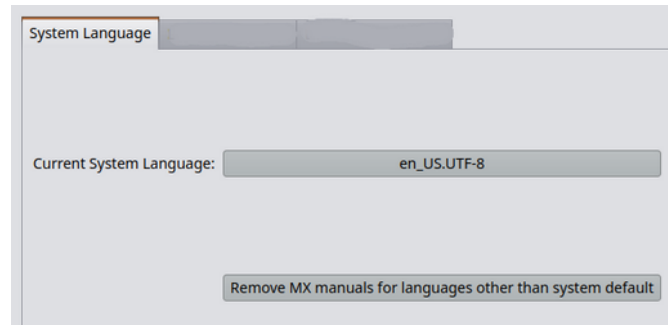 System Language
Current System Language: en_US.UTF-8
Remove MX manuals for languages other than system default